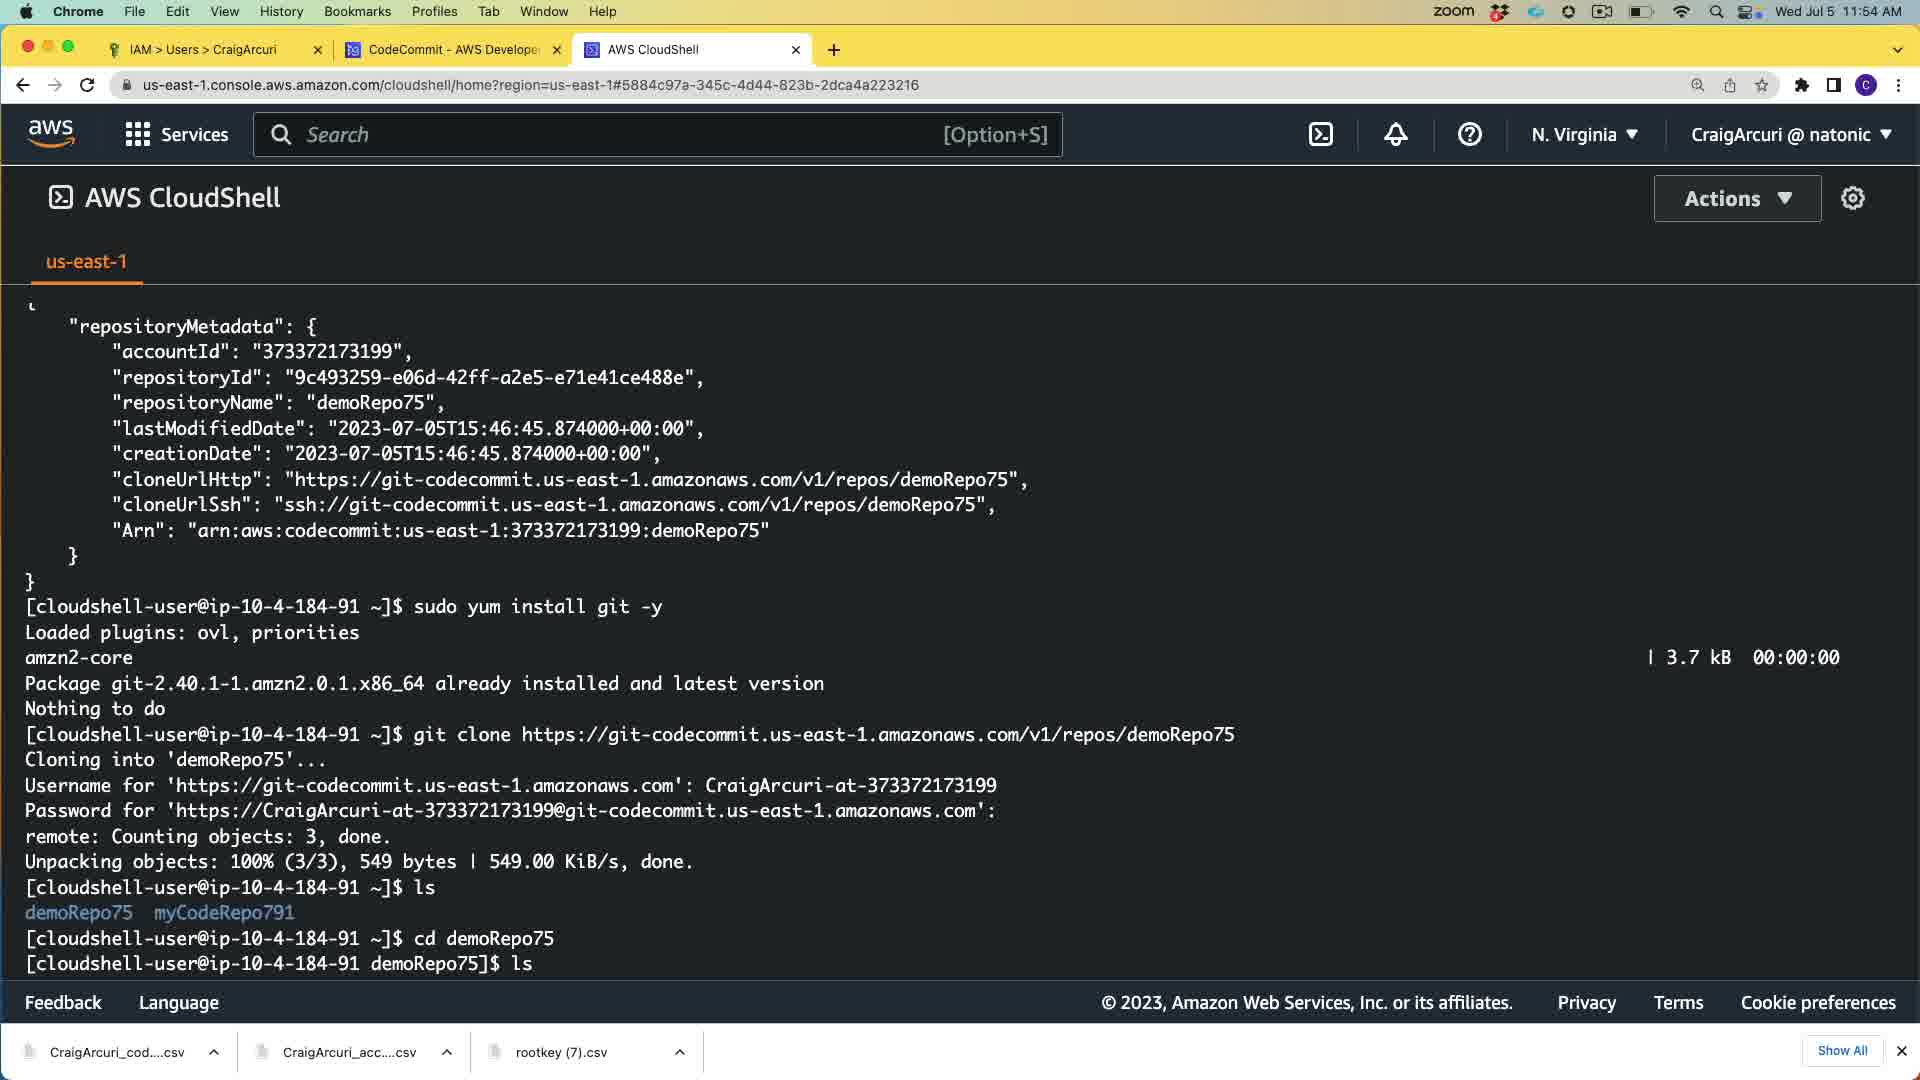 Chrome File Edit View History Bookmarks Profiles Tab Window Help zoom Wed Jul 5 11:54 AM
IAM > Users > CraigArcuri CodeCommit - AWS Develope AWS CloudShell
us-east-1.console.aws.amazon.com/cloudshell/home?region=us-east-1#5884c97a-345c-4d44-823b-2dca4a223216 C
aws Services Search [Option+S] N. Virginia CraigArcuri @ natonic
AWS CloudShell Actions
us-east-1
{
"repositoryMetadata": {
"accountId": "373372173199",
"repositoryId": "9c493259-e06d-42ff-a2e5-e71e41ce488e",
"repositoryName": "demoRepo75",
"lastModifiedDate": "2023-07-05T15:46:45.874000+00:00",
"creationDate": "2023-07-05T15:46:45.874000+00:00",
"cloneUrlHttp": "https://git-codecommit.us-east-1.amazonaws.com/v1/repos/demoRepo75",
"cloneUrlSsh": "ssh://git-codecommit.us-east-1.amazonaws.com/v1/repos/demoRepo75",
"Arn": "arn:aws:codecommit:us-east-1:373372173199:demoRepo75"
}
}
[cloudshell-user@ip-10-4-184-91 ~]$ sudo yum install git -y
Loaded plugins: ovl, priorities
amzn2-core | 3.7 kB 00:00:00
Package git-2.40.1-1.amzn2.0.1.x86_64 already installed and latest version
Nothing to do
[cloudshell-user@ip-10-4-184-91 ~]$ git clone https://git-codecommit.us-east-1.amazonaws.com/v1/repos/demoRepo75
Cloning into 'demoRepo75'...
Username for 'https://git-codecommit.us-east-1.amazonaws.com': CraigArcuri-at-373372173199
Password for 'https://CraigArcuri-at-373372173199@git-codecommit.us-east-1.amazonaws.com':
remote: Counting objects: 3, done.
Unpacking objects: 100% (3/3), 549 bytes | 549.00 KiB/s, done.
[cloudshell-user@ip-10-4-184-91 ~]$ ls
demoRepo75 myCodeRepo791
[cloudshell-user@ip-10-4-184-91 ~]$ cd demoRepo75
[cloudshell-user@ip-10-4-184-91 demoRepo75]$ ls
Feedback Language © 2023, Amazon Web Services, Inc. or its affiliates. Privacy Terms Cookie preferences
CraigArcuri_cod....csv CraigArcuri_acc....csv rootkey (7).csv Show All